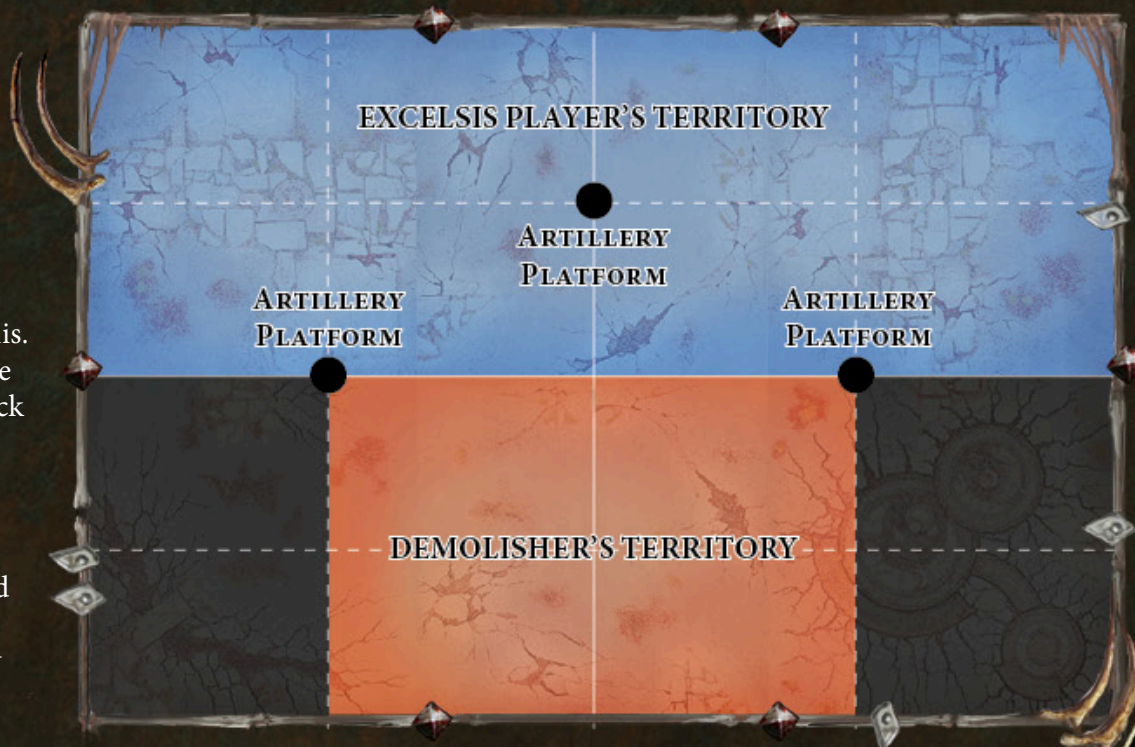 EXCELSIS PLAYER'S TERRITORY
ARTILLERY
PLATFORM
ARTILLERY
PLATFORM
ARTILLERY
PLATFORM
DEMOLISHER'S TERRITORY